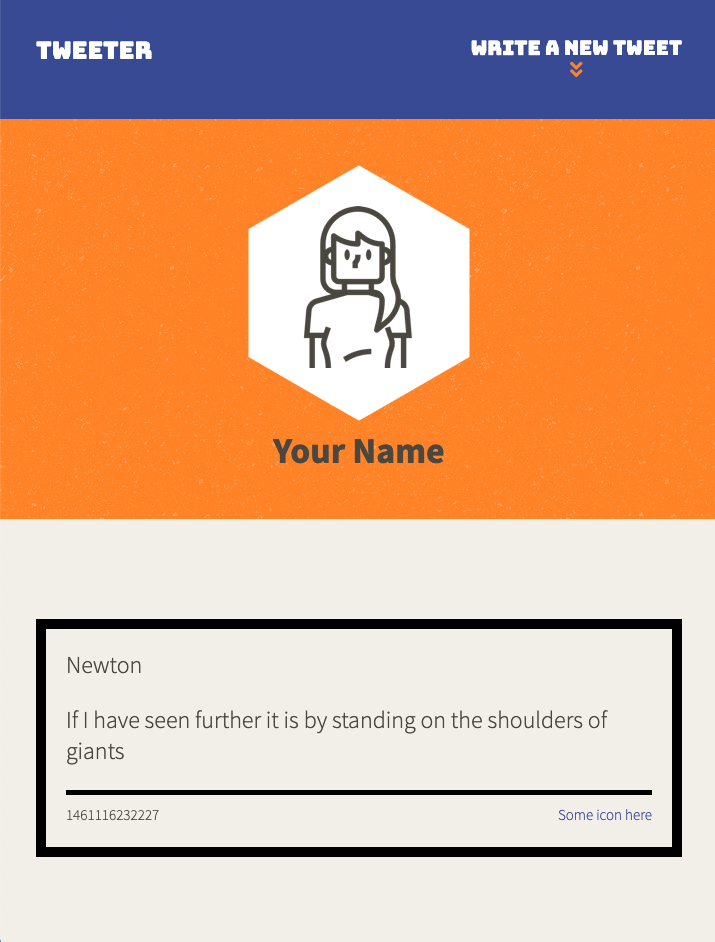 TWEETER
WRITE A NEW TWEET
Your Name
Newton
If I have seen further it is by standing on the shoulders of
giants
1461116232227
Some icon here